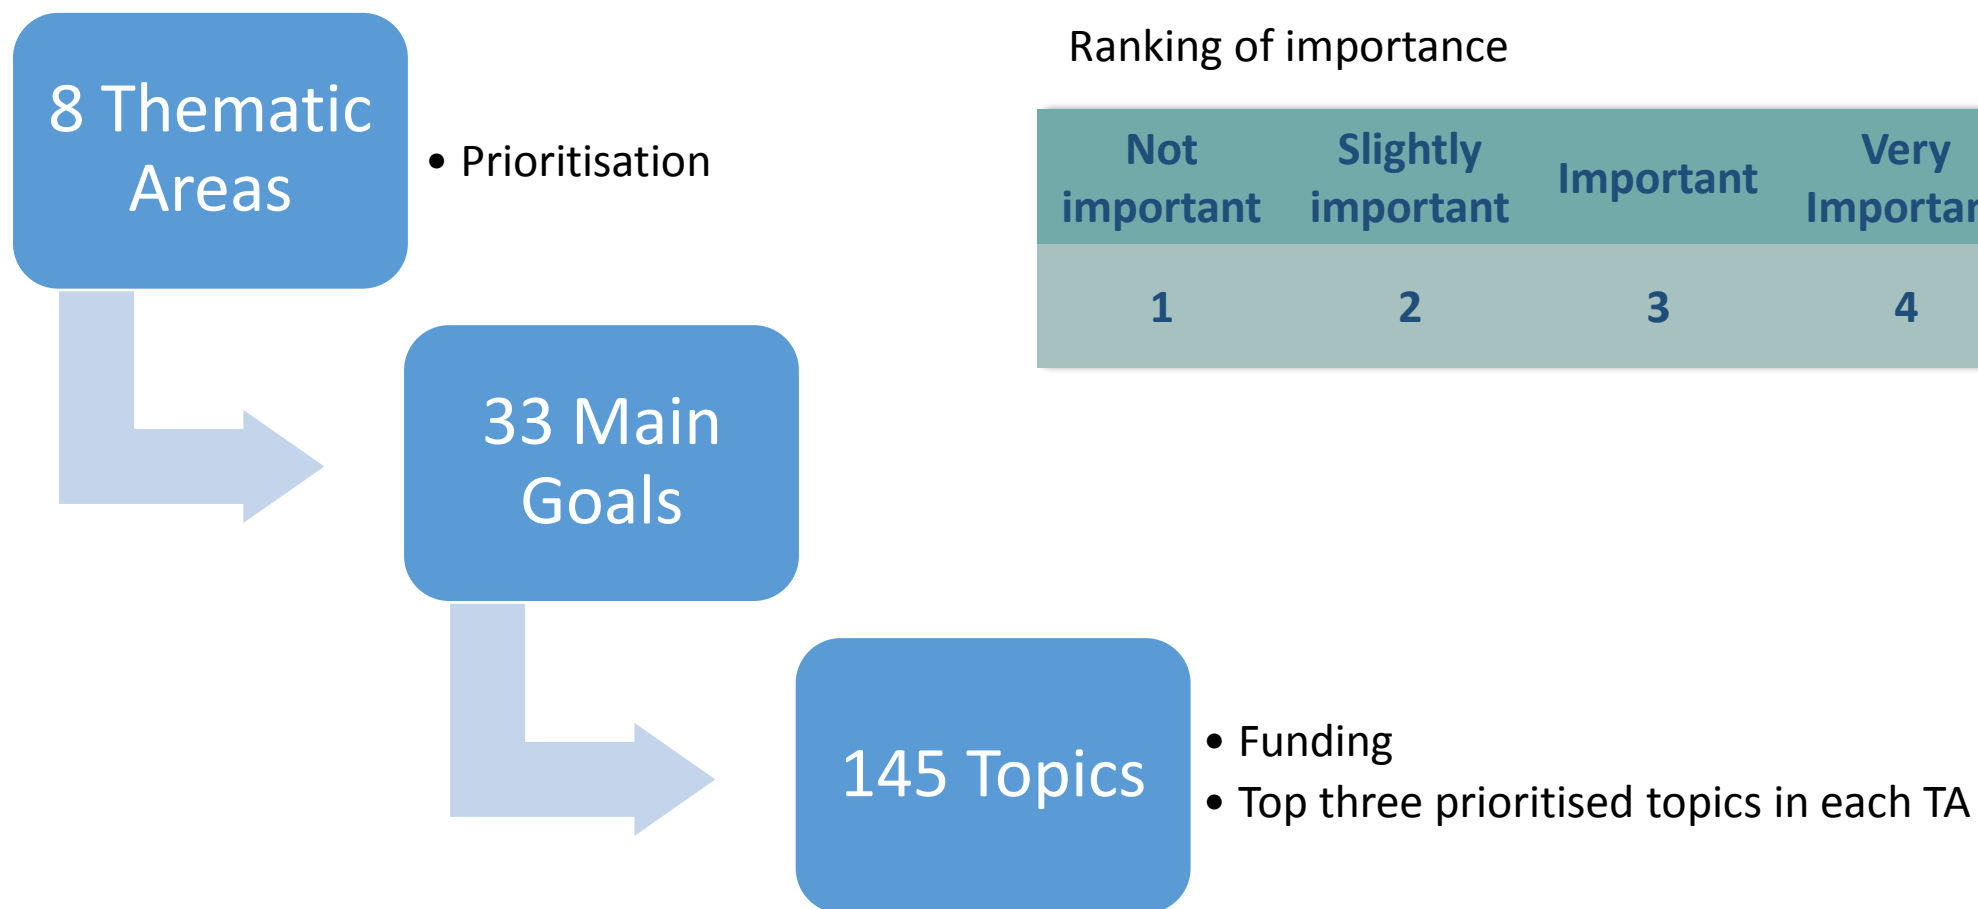 8 Thematic
Areas
• Prioritisation
33 Main
Goals
145 Topics
• Funding
• Top three prioritised topics in each TA
Ranking of importance
Not important Slightly important Important Very
1 2 3 4